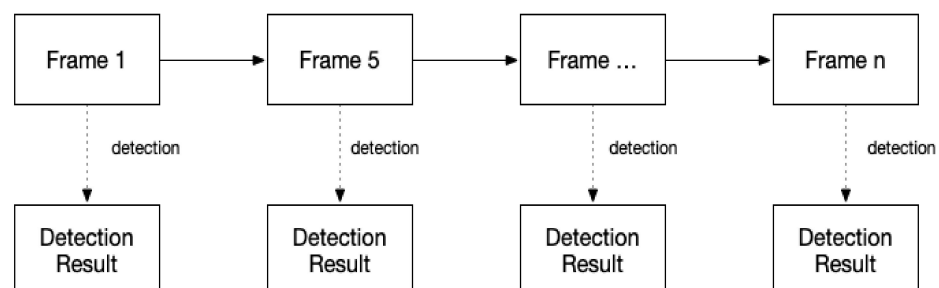 Frame 1
Frame 5
Frame ...
Frame n
detection
detection
detection
detection
Detection
Result
Detection
Result
Detection
Result
Detection
Result